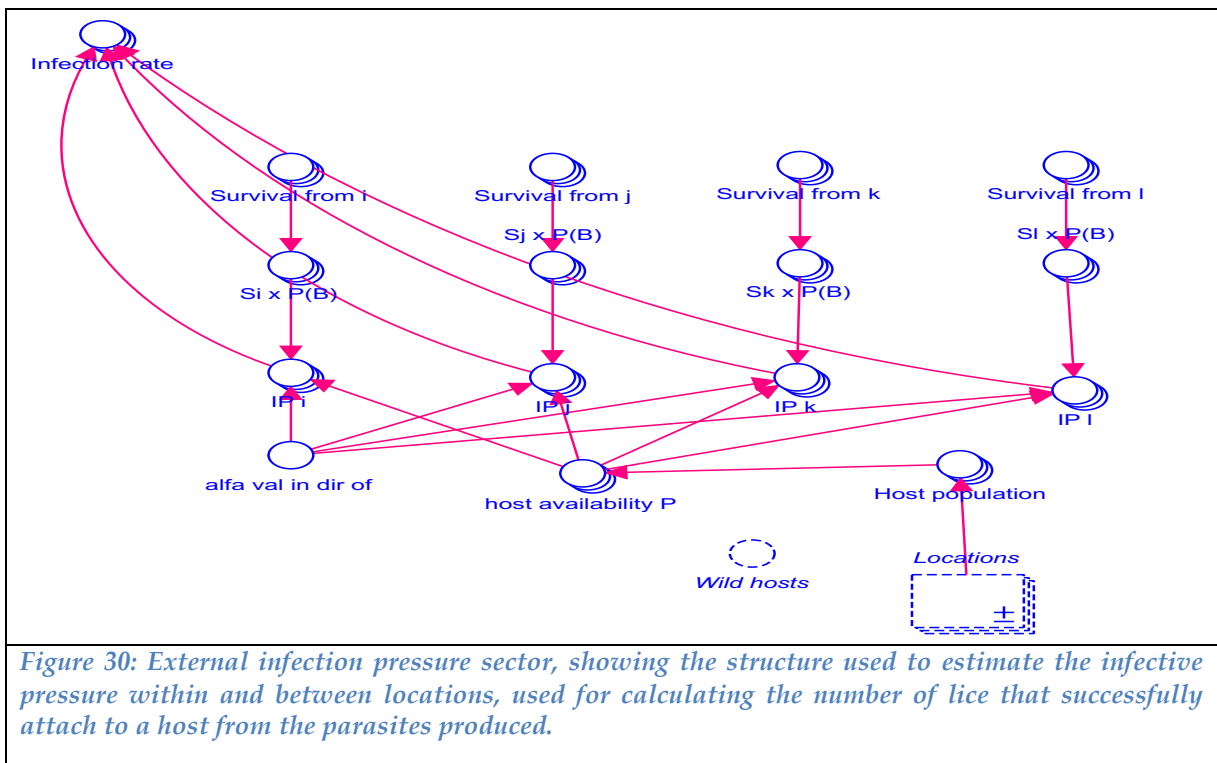 Infection rate
Survival from i
Survival from j
Survival from k
Survival from l
Sj x P(B)
Sl x P(B)
Si x P(B)
Sk x P(B)
IP i
IP j
IP k
IP l
alfa val in dir of
host availability P
Host population
Locations
Wild hosts
±
Figure 30: External infection pressure sector, showing the structure used to estimate the infective
pressure within and between locations, used for calculating the number of lice that successfully
attach to a host from the parasites produced.